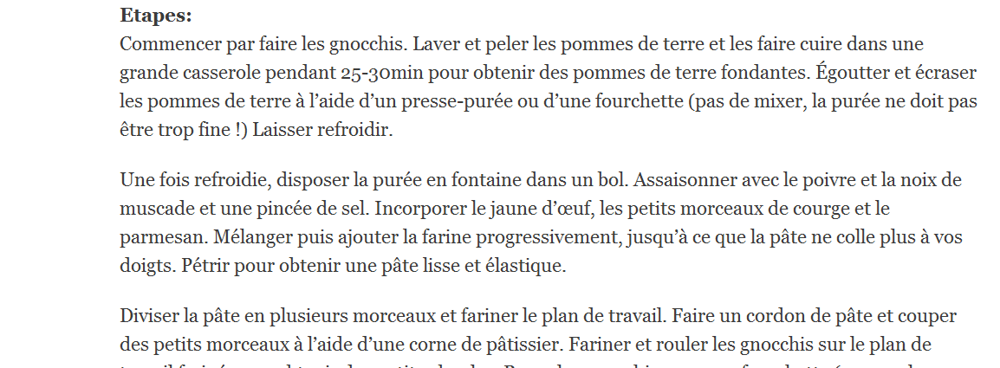 Etapes:
Commencer par faire les gnocchis. Laver et peler les pommes de terre et les faire cuire dans une
grande casserole pendant 25-30min pour obtenir des pommes de terre fondantes. Égoutter et écraser
les pommes de terre à l’aide d’un presse-purée ou d’une fourchette (pas de mixer, la purée ne doit pas
être trop fine !) Laisser refroidir.
Une fois refroidie, disposer la purée en fontaine dans un bol. Assaisonner avec le poivre et la noix de
muscade et une pincée de sel. Incorporer le jaune d’œuf, les petits morceaux de courge et le
parmesan. Mélanger puis ajouter la farine progressivement, jusqu’à ce que la pâte ne colle plus à vos
doigts. Pétrir pour obtenir une pâte lisse et élastique.
Diviser la pâte en plusieurs morceaux et fariner le plan de travail. Faire un cordon de pâte et couper
des petits morceaux à l’aide d’une corne de pâtissier. Fariner et rouler les gnocchis sur le plan de